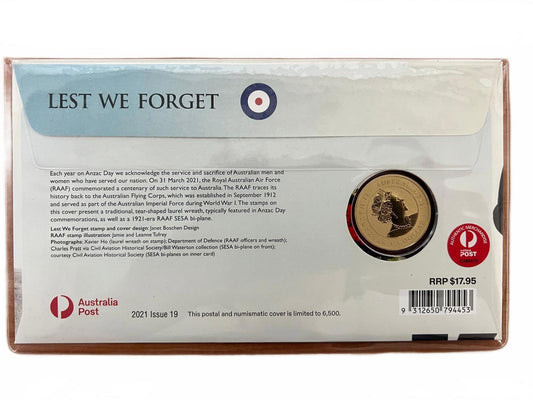 LEST WE FORGET
Each year on Anzac Day we acknowledge the service and sacrifice of Australian men and
women who have served our nation. On 31 March 2021, the Royal Australian Air Force
(RAAF) commemorated a centenary of such service to Australia. The RAAF traces its
history back to the Australian Flying Corps, which was established in September 1912
and served as part of the Australian Imperial Force during World War I. The stamps on
this cover present a traditional, tear-shaped laurel wreath, typically featured in Anzac Day
commemorations, as well as a 1921-era RAAF SE5A bi-plane.
Lest We Forget stamp and cover design: Janet Boschen Design
RAAF stamp illustration: Jamie and Leanne Tufrey
Photographs: Xavier Ho (laurel wreath on stamp); Department of Defence (RAAF officers and wreath);
Charles Pratt via Civil Aviation Historical Society/Bill Waterton collection (SE5A bi-plane on front);
courtesy Civil Aviation Historical Society (SE5A bi-planes on inner card)
AUTHENTIC MERCHANDISE
POST
RRP $17.95
Australia
Post
2021 Issue 19
This postal and numismatic cover is limited to 6,500.
9 312650 794453